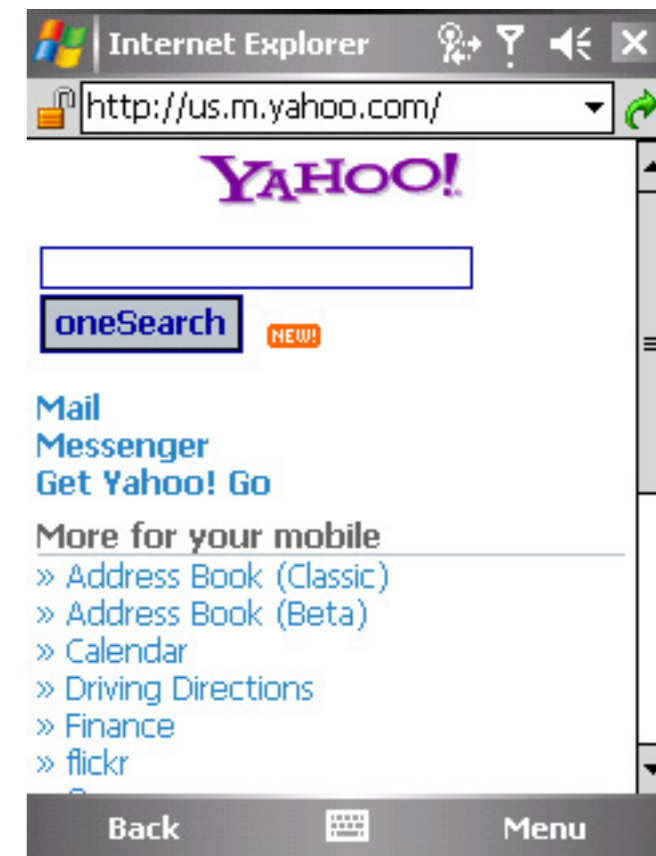 Internet Explorer
http://us.m.yahoo.com/
YAHOO!
oneSearch NEW!
Mail
Messenger
Get Yahoo! Go
More for your mobile
» Address Book (Classic)
» Address Book (Beta)
» Calendar
» Driving Directions
» Finance
» flickr
Back Menu